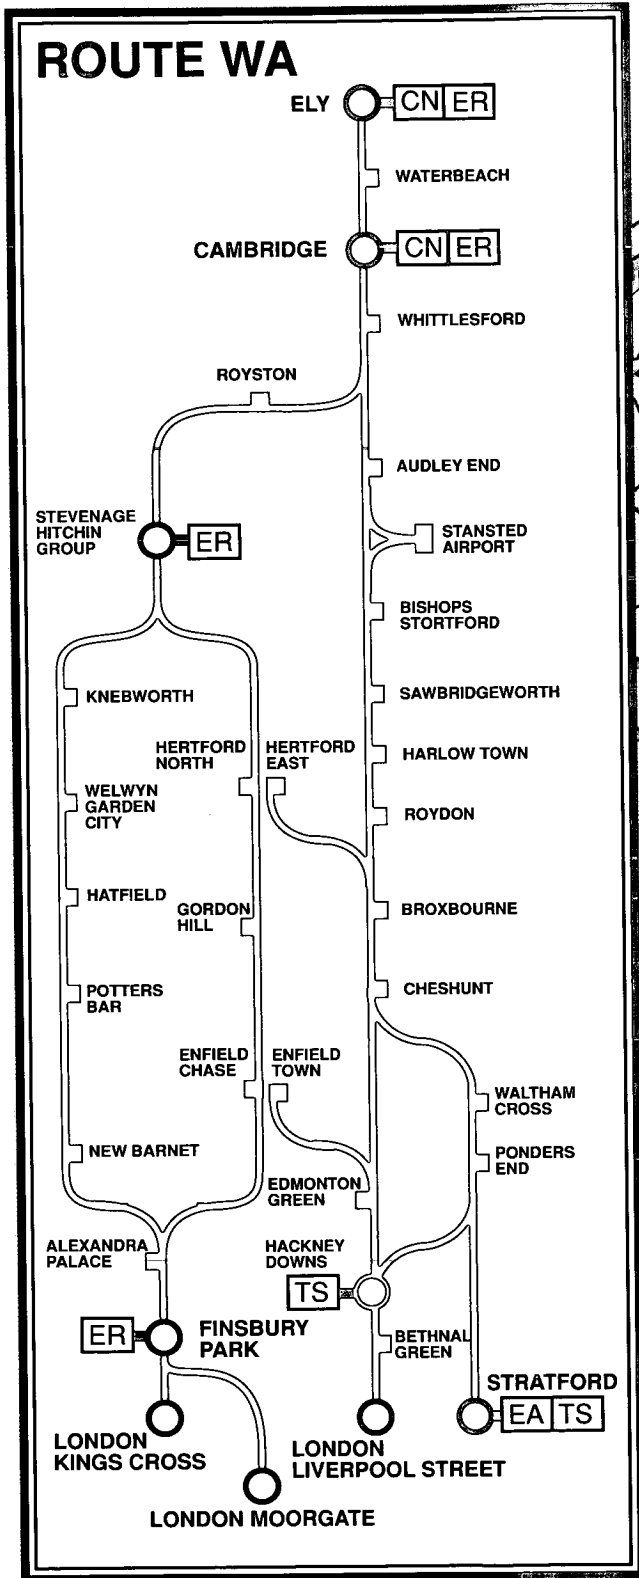 ROUTE WA
ELY
CN ER
WATERBEACH
CAMBRIDGE
CN ER
WHITTLESFORD
ROYSTON
AUDLEY END
STEVENAGE
HITCHIN
GROUP
ER
STANSTED
AIRPORT
BISHOPS
STORTFORD
KNEBWORTH
SAWBRIDGEWORTH
HERTFORD
NORTH
HERTFORD
EAST
HARLOW TOWN
WELWYN
GARDEN
CITY
ROYDON
HATFIELD
GORDON
HILL
BROXBOURNE
POTTERS
BAR
CHESHUNT
ENFIELD
CHASE
ENFIELD
TOWN
WALTHAM
CROSS
NEW BARNET
PONDERS
END
EDMONTON
GREEN
ALEXANDRA
PALACE
HACKNEY
DOWNS
TS
ER
FINSBURY
PARK
BETHNAL
GREEN
STRATFORD
EA TS
LONDON
KINGS CROSS
LONDON
LIVERPOOL STREET
LONDON MOORGATE